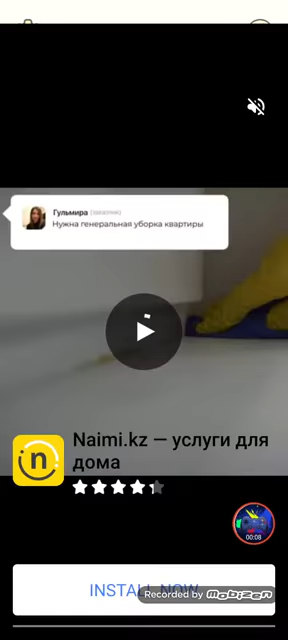 Гульмира (заказчик)
Нужна генеральная уборка квартиры
n
Naimi.kz — услуги для
дома
00:08
INSTALL NOW
Recorded by mobizen